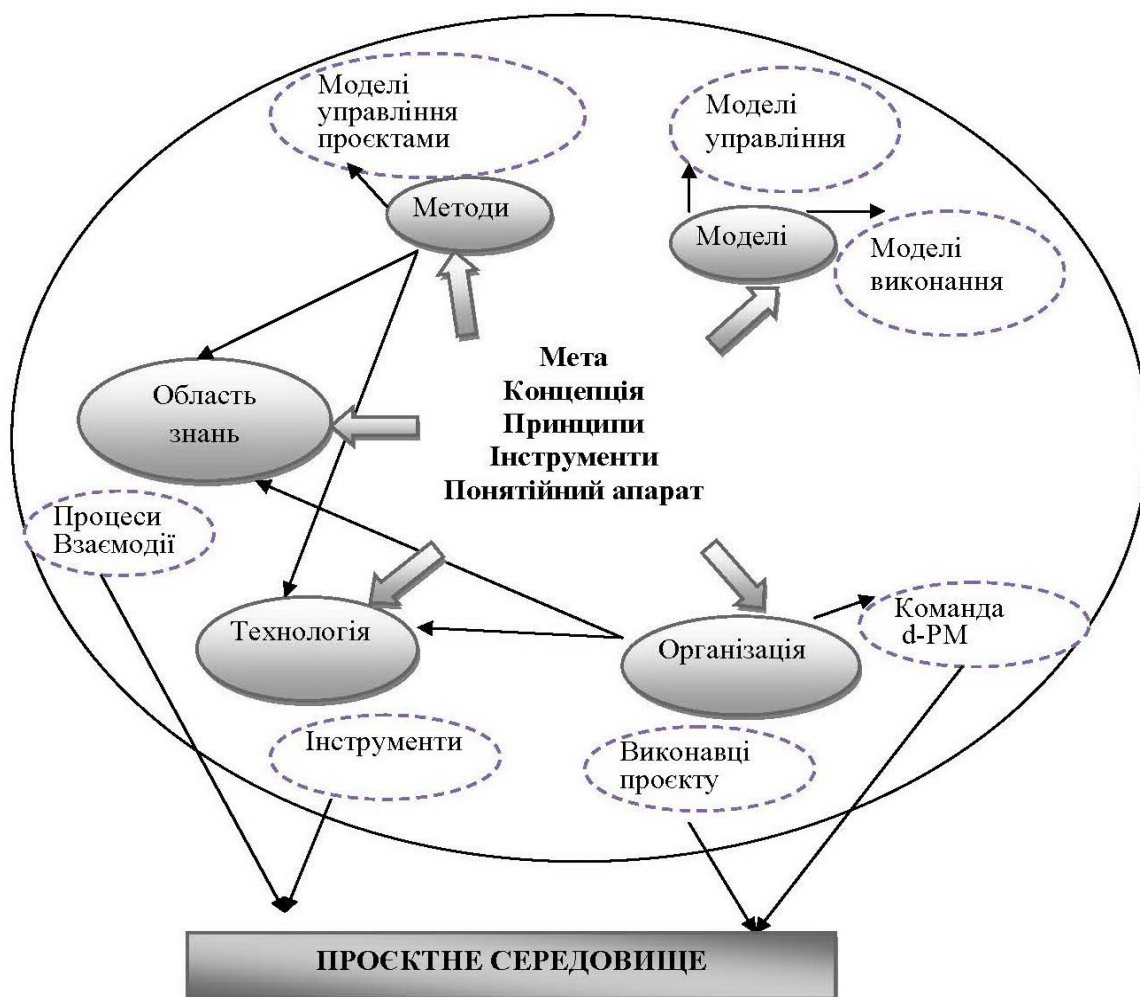 Моделі
управління
проєктами
Моделі
управління
Методи
Моделі
Моделі
виконання
Мета
Концепція
Принципи
Інструменти
Понятійний апарат
Область
знань
Процеси
Взаємодії
Технологія
Організація
Команда
d-PM
Інструменти
Виконавці
проєкту
ПРОЄКТНЕ СЕРЕДОВИЩЕ